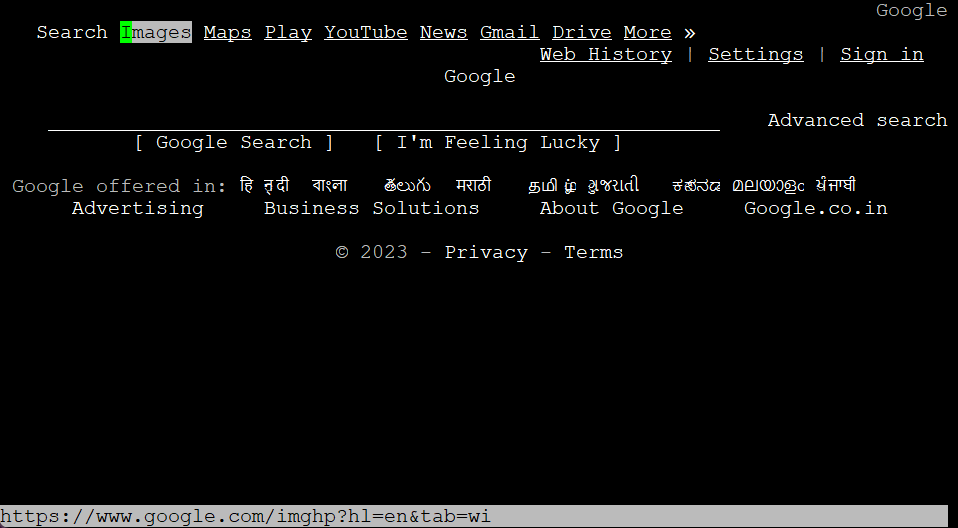 Google
Search Images Maps Play YouTube News Gmail Drive More »
Web History | Settings | Sign in
Google
Advanced search
[ Google Search ] [ I'm Feeling Lucky ]
Google offered in: हिन्दी বাংলা తెలుగు मराठी தமிழ் ગુજરાતી ಕನ್ನಡ മലയാളം ਪੰਜਾਬੀ
Advertising Business Solutions About Google Google.co.in
© 2023 - Privacy - Terms
https://www.google.com/imghp?hl=en&tab=wi